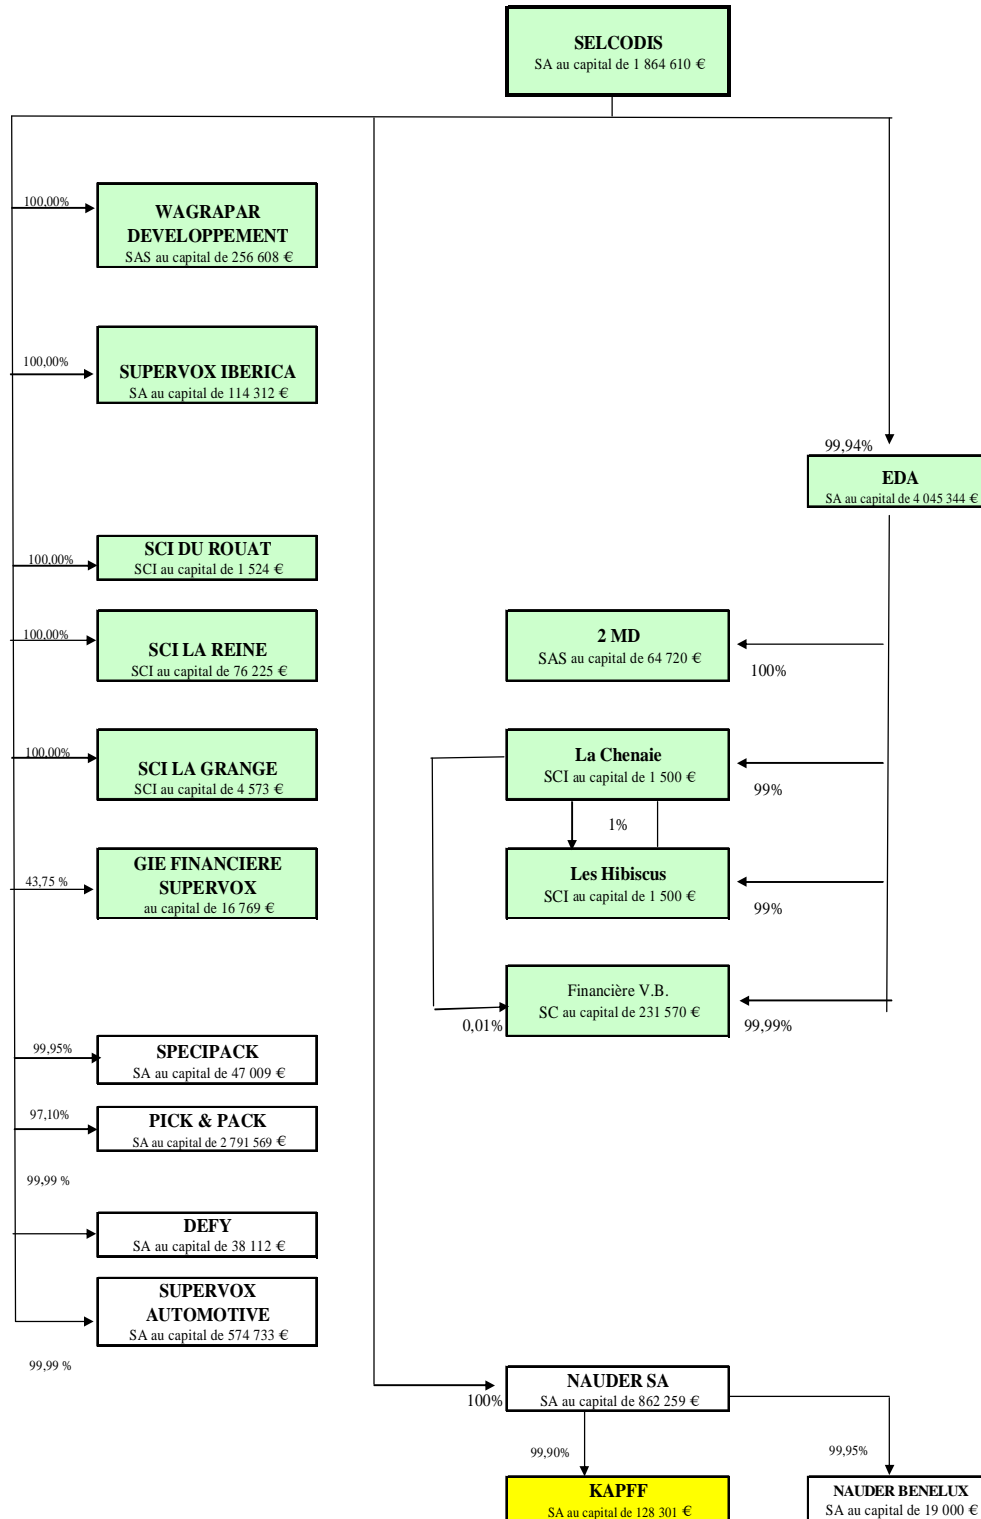 SELCODIS
SA au capital de 1 864 610 €
100,00%
WAGRAPAR
DEVELOPPEMENT
SAS au capital de 256 608 €
100,00%
SUPERVOX IBERICA
SA au capital de 114 312 €
99,94%
EDA
SA au capital de 4 045 344 €
100,00%
SCI DU ROUAT
SCI au capital de 1 524 €
100,00%
SCI LA REINE
SCI au capital de 76 225 €
2 MD
SAS au capital de 64 720 €
100%
100,00%
SCI LA GRANGE
SCI au capital de 4 573 €
La Chenaie
SCI au capital de 1 500 €
99%
1%
43,75 %
GIE FINANCIERE
SUPERVOX
au capital de 16 769 €
Les Hibiscus
SCI au capital de 1 500 €
99%
Financière V.B.
SC au capital de 231 570 €
0,01%
99,99%
99,95%
SPECIPACK
SA au capital de 47 009 €
97,10%
PICK & PACK
SA au capital de 2 791 569 €
99,99 %
DEFY
SA au capital de 38 112 €
SUPERVOX
AUTOMOTIVE
SA au capital de 574 733 €
99,99 %
100%
NAUDER SA
SA au capital de 862 259 €
99,90%
99,95%
KAPFF
SA au capital de 128 301 €
NAUDER BENELUX
SA au capital de 19 000 €